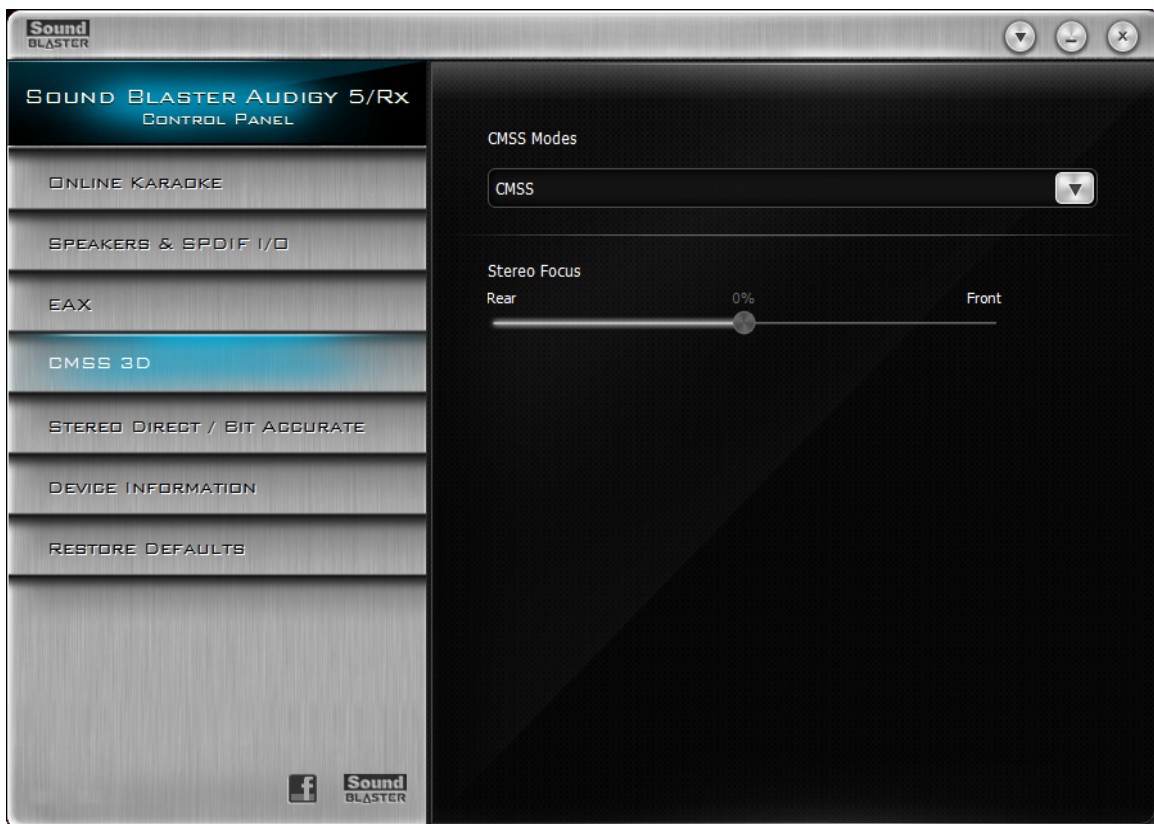 Sound
BLASTER
Sound Blaster Audigy 5/Rx
Control Panel
Online Karaoke
Speakers & SPDIF I/O
EAX
CMSS 3D
Stereo Direct / Bit Accurate
Device Information
Restore Defaults
f
Sound
BLASTER
CMSS Modes
CMSS
Stereo Focus
Rear 0% Front